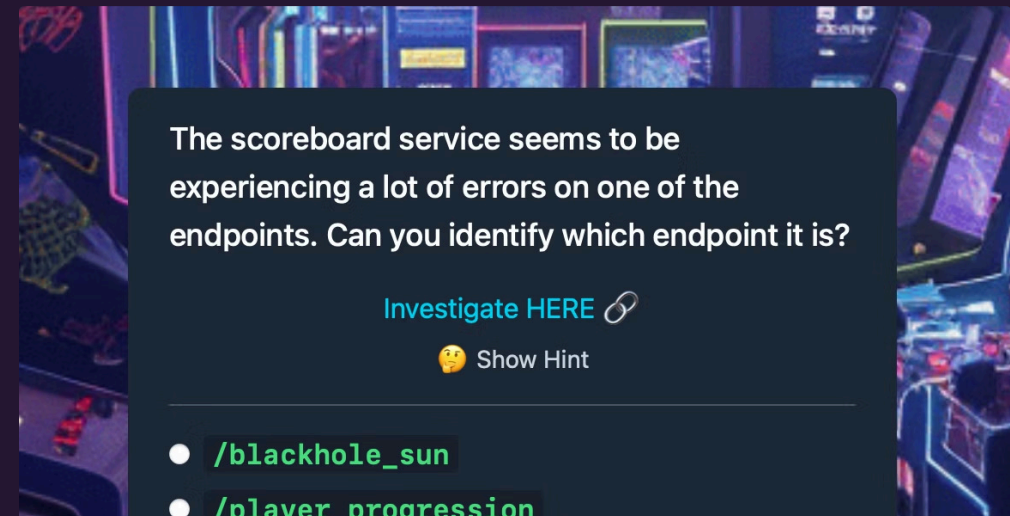 The scoreboard service seems to be
experiencing a lot of errors on one of the
endpoints. Can you identify which endpoint it is?
Investigate HERE 🔗
🤔 Show Hint
/blackhole_sun
/player_progression